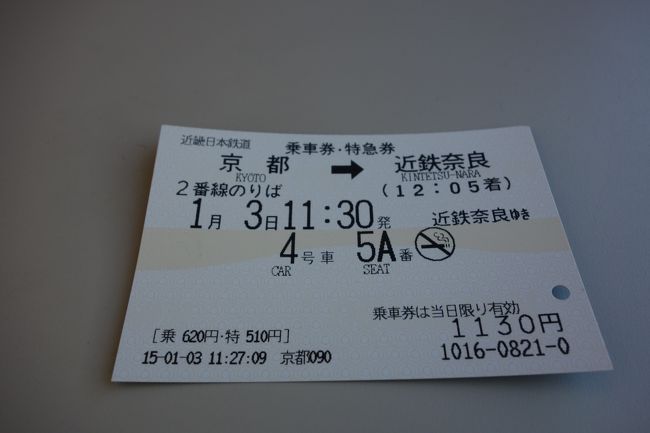 近畿日本鉄道
乗車券・特急券
京都 ➡ 近鉄奈良
KYOTO KINTETSU-NARA
2番線のりば (12:05着)
1月 3日 11:30発 近鉄奈良ゆき
4号車 5A番
CAR SEAT
乗車券は当日限り有効
[乗 620円・特 510円] 1130円
15-01-03 11:27:09 京都090 1016-0821-0